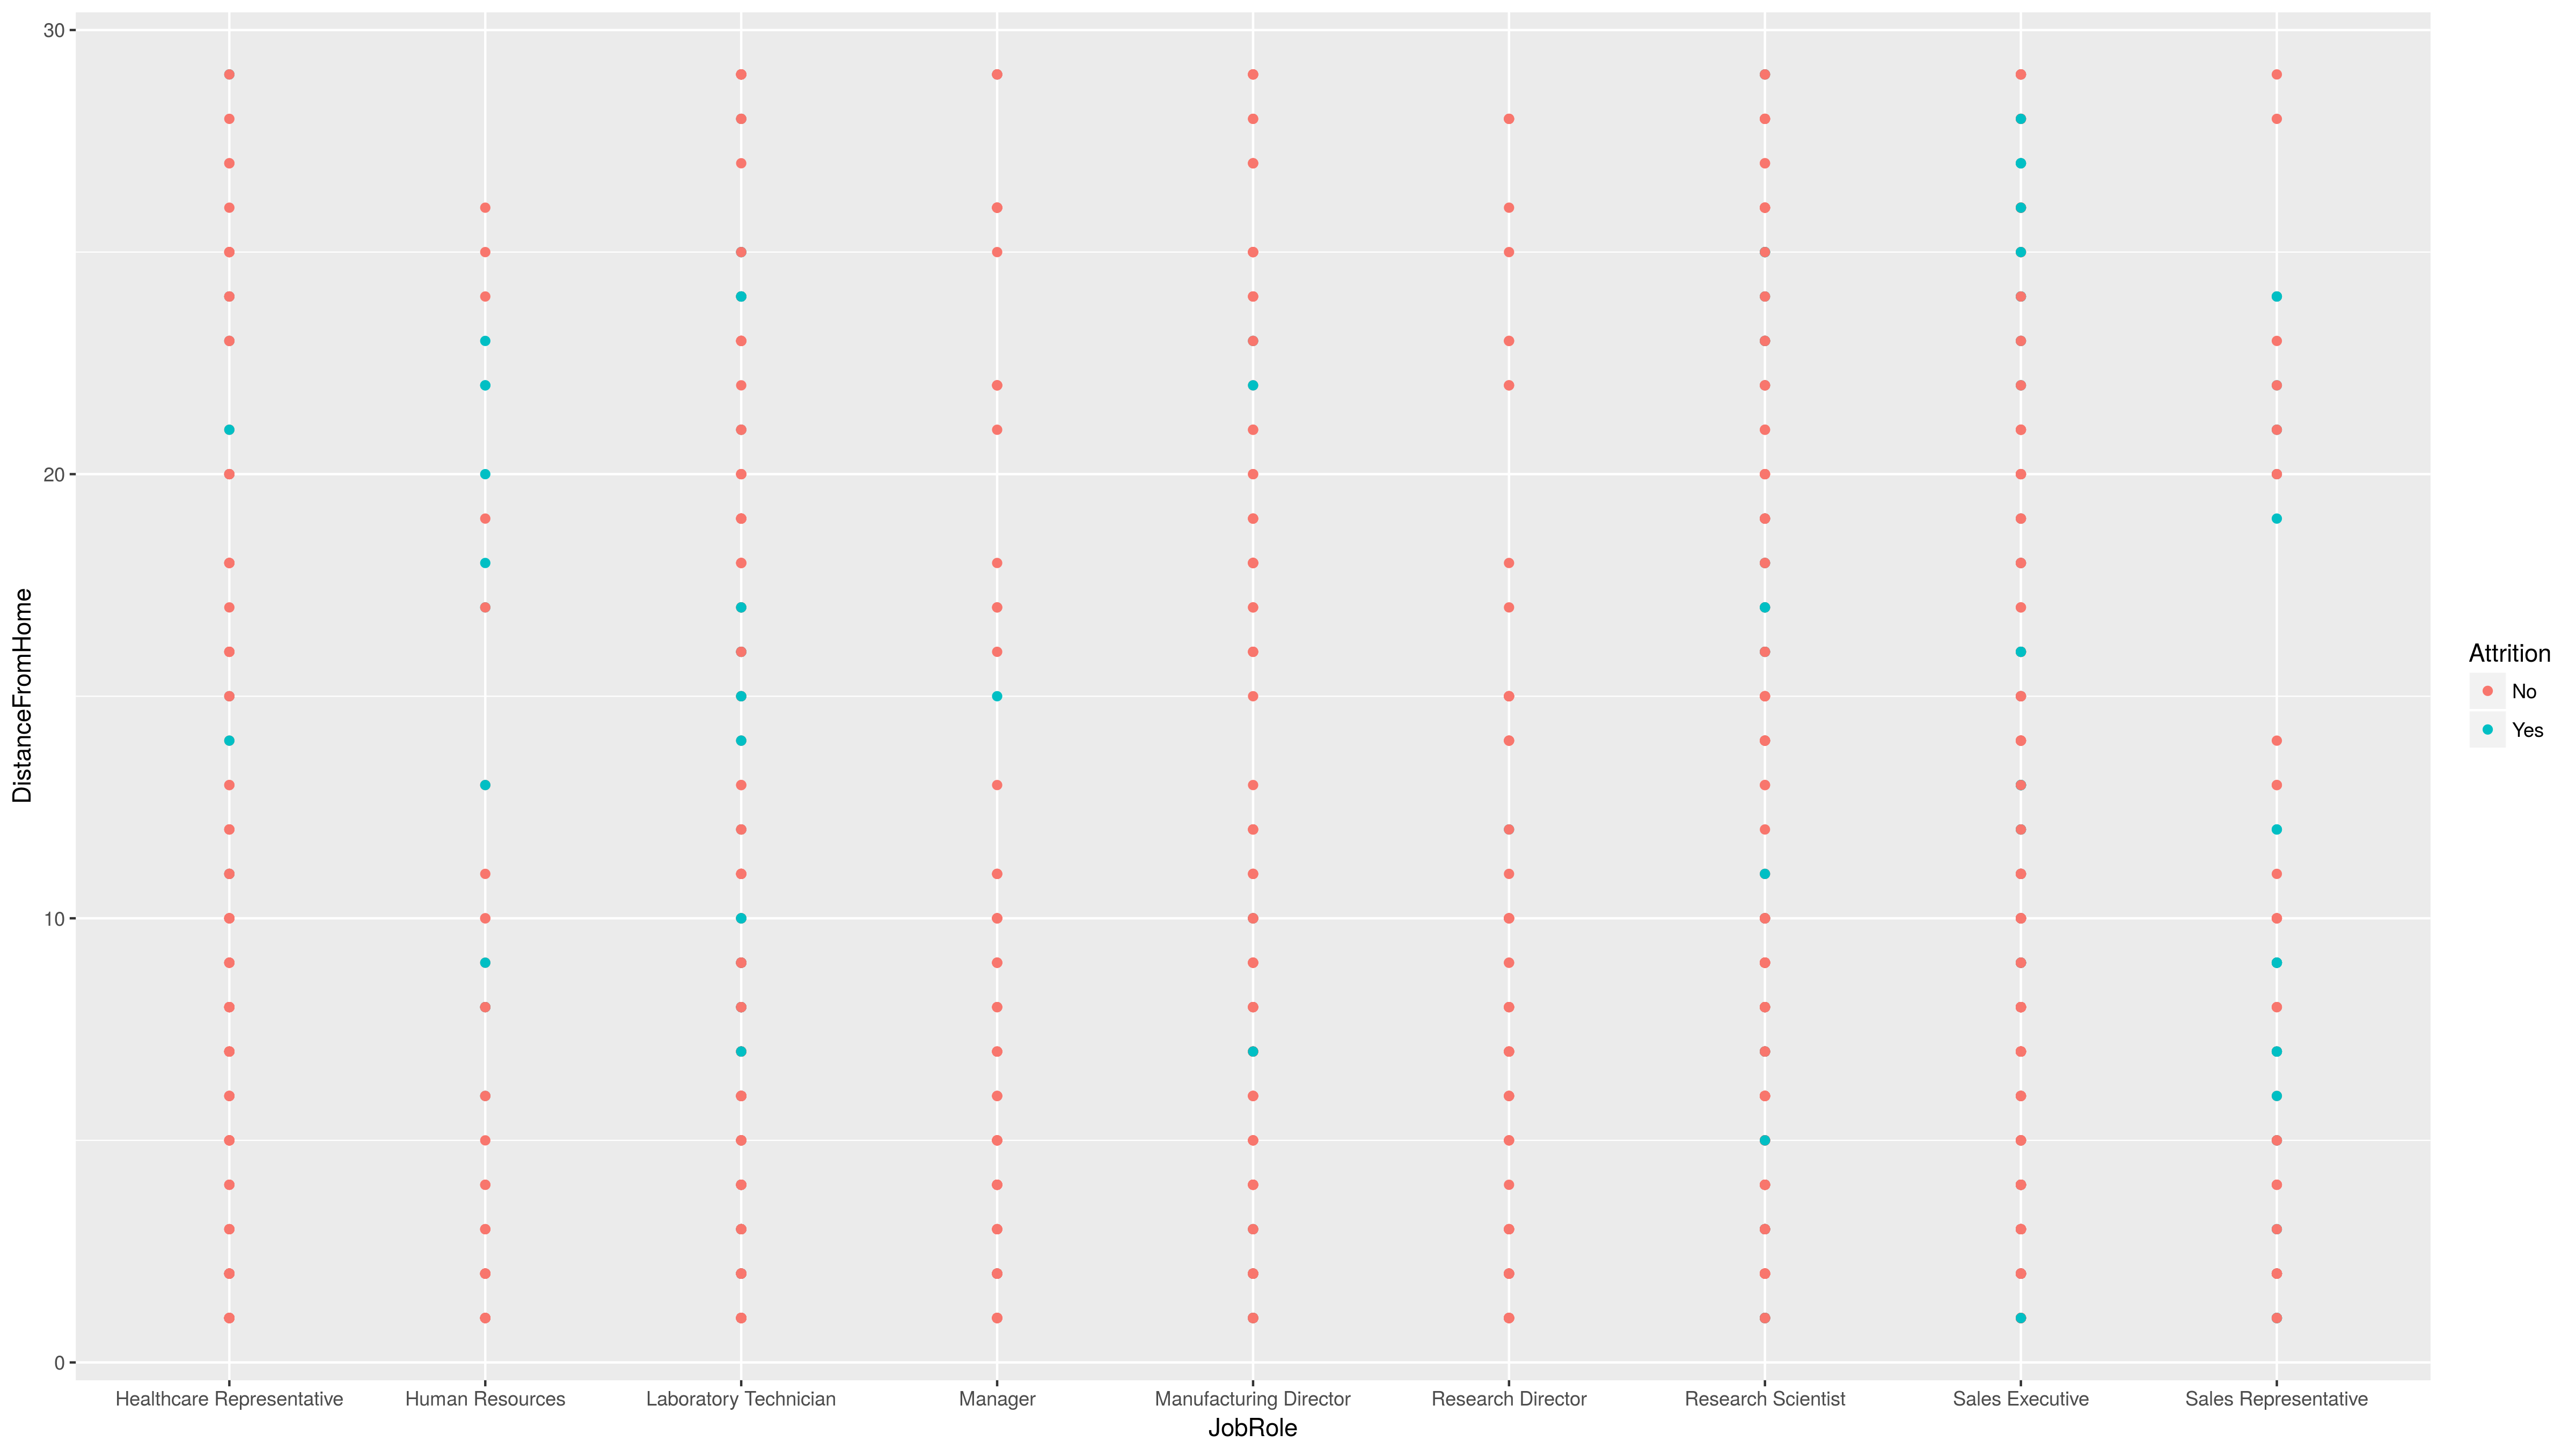 30
20
10
0
DistanceFromHome
Healthcare Representative
Human Resources
Laboratory Technician
Manager
Manufacturing Director
Research Director
Research Scientist
Sales Executive
Sales Representative
JobRole
Attrition
No
Yes